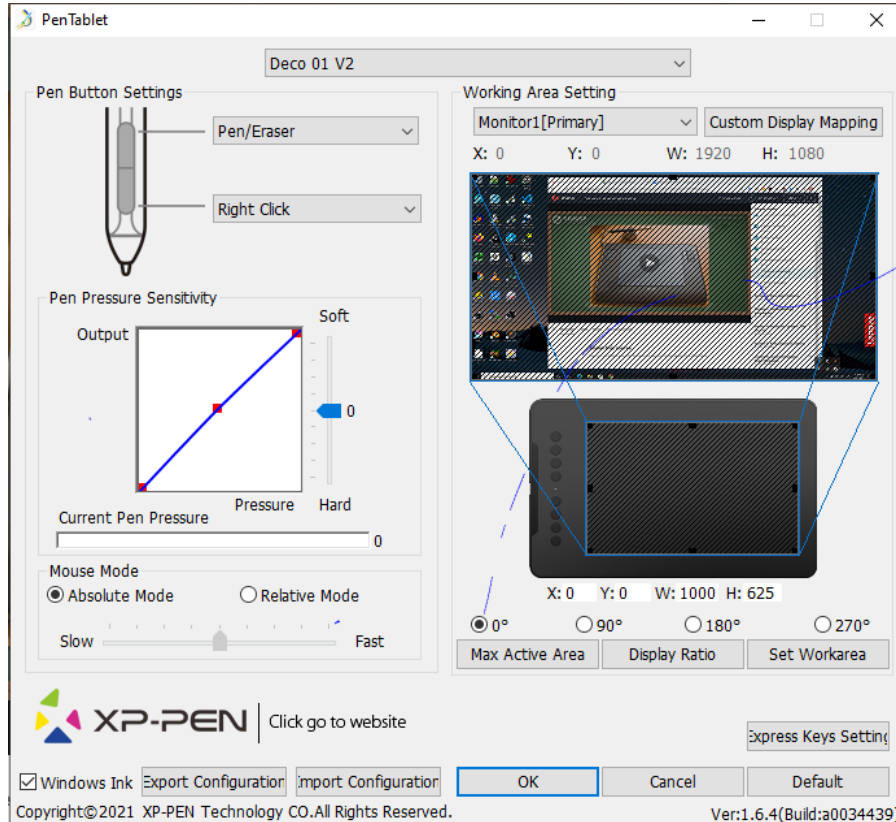 PenTablet
Deco 01 V2
Pen Button Settings
Pen/Eraser
Right Click
Pen Pressure Sensitivity
Output
Soft
0
Pressure
Hard
Current Pen Pressure
0
Mouse Mode
Absolute Mode
Relative Mode
Slow
Fast
Working Area Setting
Monitor1[Primary]
Custom Display Mapping
X: 0 Y: 0 W: 1920 H: 1080
Lenovo
X: 0 Y: 0 W: 1000 H: 625
0° 90° 180° 270°
Max Active Area
Display Ratio
Set Workarea
XP-PEN
Click go to website
Express Keys Setting
Windows Ink
Export Configuration
Import Configuration
OK
Cancel
Default
Copyright©2021 XP-PEN Technology CO.All Rights Reserved.
Ver:1.6.4(Build:a0034439)